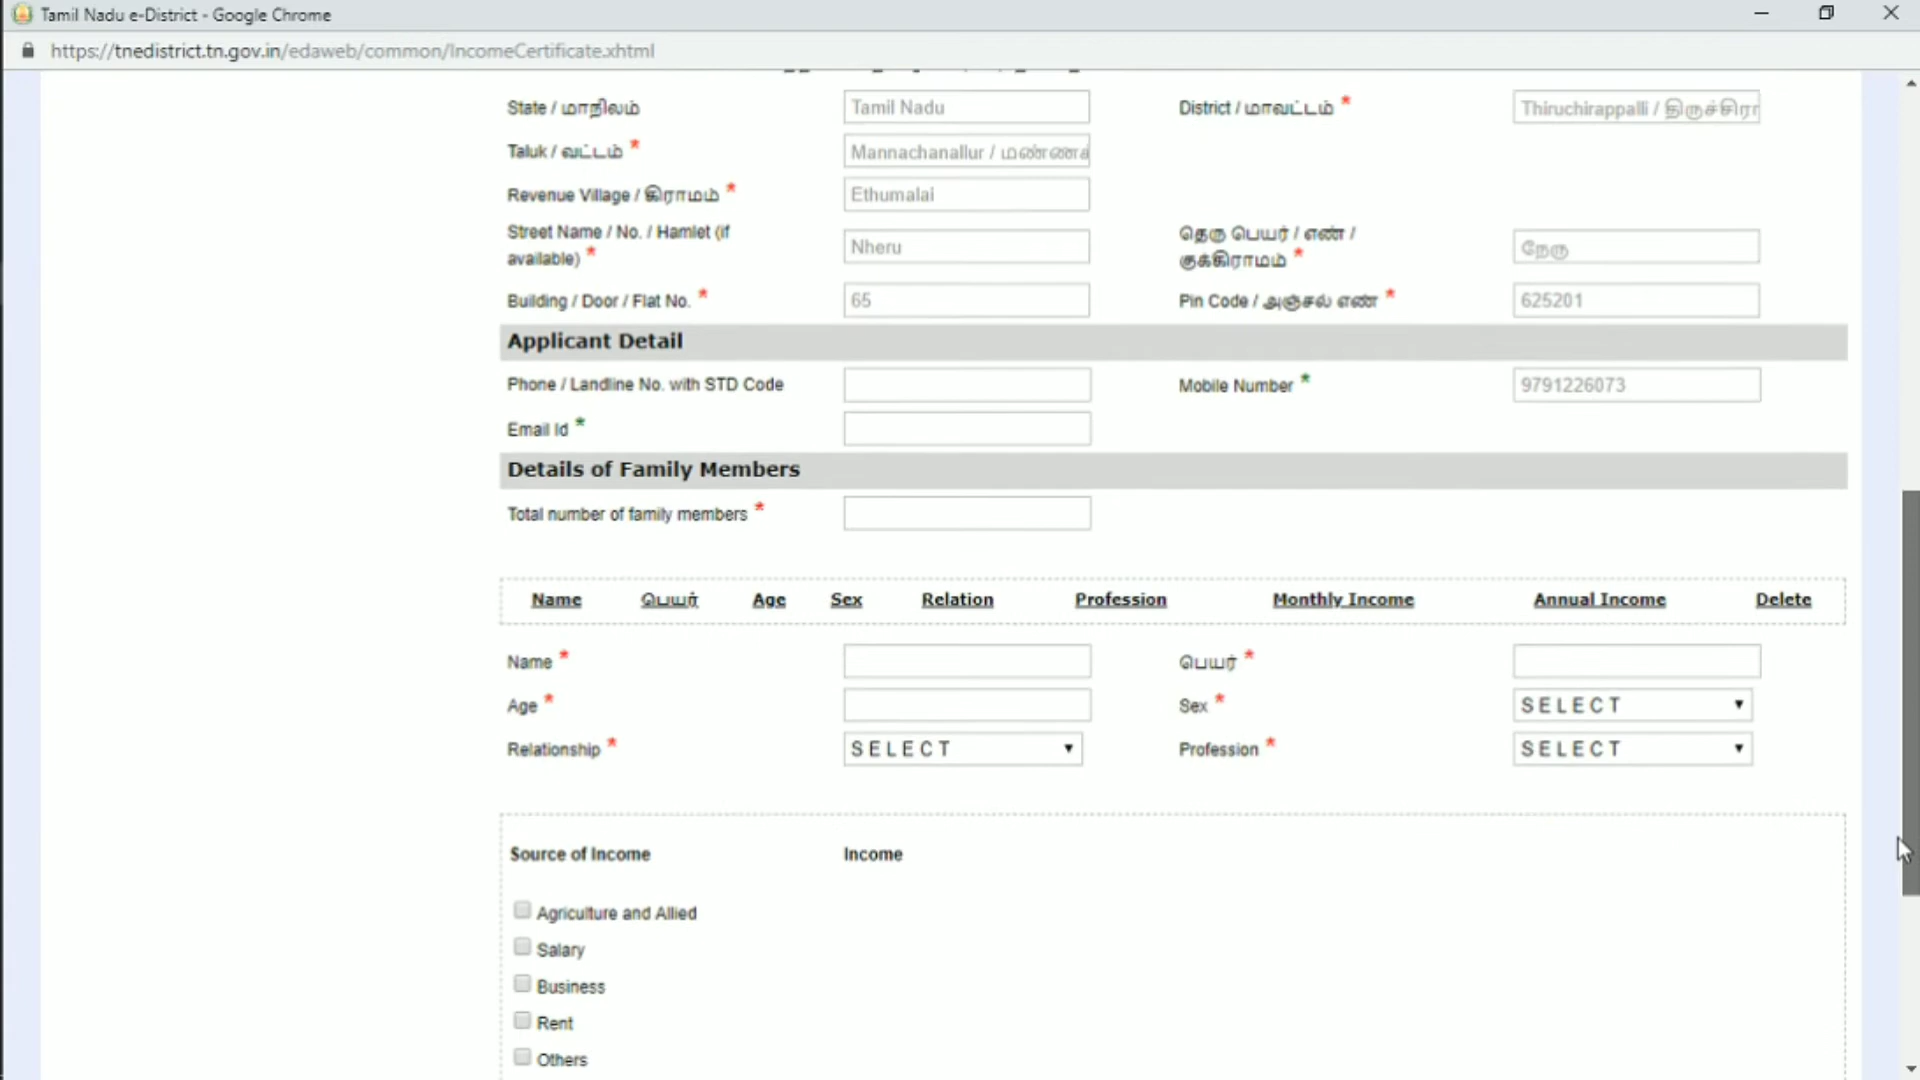 Tamil Nadu e-District - Google Chrome
https://tnedistrict.tn.gov.in/edaweb/common/IncomeCertificate.xhtml
State / மாநிலம் Tamil Nadu District / மாவட்டம் * Thiruchirappalli / திருச்சிரா
Taluk / வட்டம் * Mannachanallur / மண்ணச்
Revenue Village / கிராமம் * Ethumalai
Street Name / No. / Hamlet (if available) * Nheru தெரு பெயர் / எண் / குக்கிராமம் * நேரு
Building / Door / Flat No. * 65 Pin Code / அஞ்சல் எண் * 625201
Applicant Detail
Phone / Landline No. with STD Code Mobile Number * 9791226073
Email Id *
Details of Family Members
Total number of family members *
Name பெயர் Age Sex Relation Profession Monthly Income Annual Income Delete
Name * பெயர் *
Age * Sex * SELECT
Relationship * SELECT Profession * SELECT
Source of Income Income
Agriculture and Allied
Salary
Business
Rent
Others